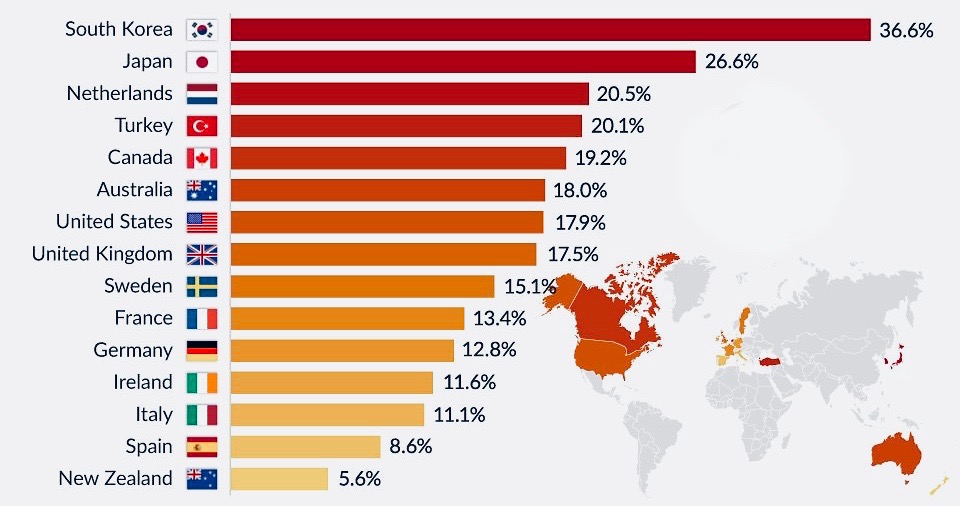 South Korea 36.6%
Japan 26.6%
Netherlands 20.5%
Turkey 20.1%
Canada 19.2%
Australia 18.0%
United States 17.9%
United Kingdom 17.5%
Sweden 15.1%
France 13.4%
Germany 12.8%
Ireland 11.6%
Italy 11.1%
Spain 8.6%
New Zealand 5.6%